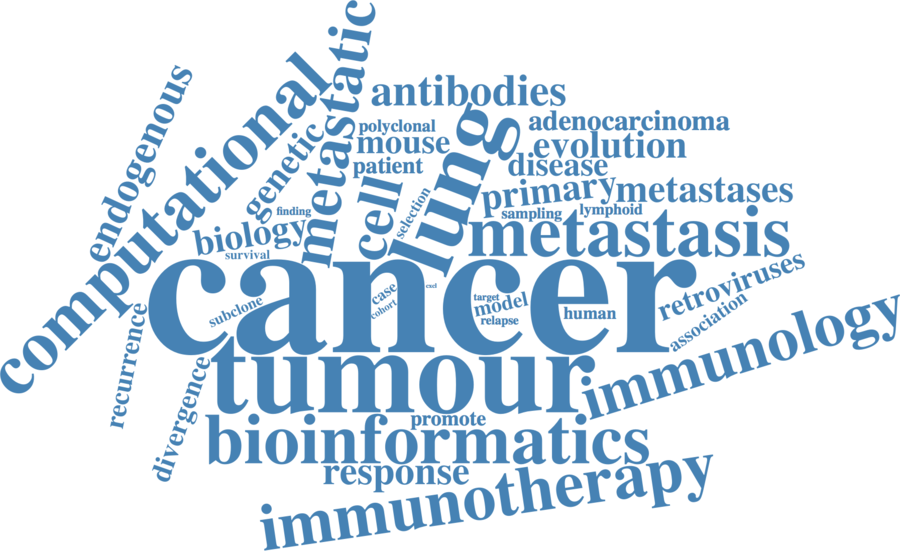 endogenous
computational
genetic
metastatic
antibodies
polyclonal
mouse
patient
lung
adenocarcinoma
evolution
disease
primary
metastases
sampling
lymphoid
metastasis
cell
selection
finding
biology
survival
cancer
subclone
case
cohort
cxcl
target
model
relapse
human
retroviruses
association
recurrence
divergence
tumour
immunology
promote
bioinformatics
response
immunotherapy